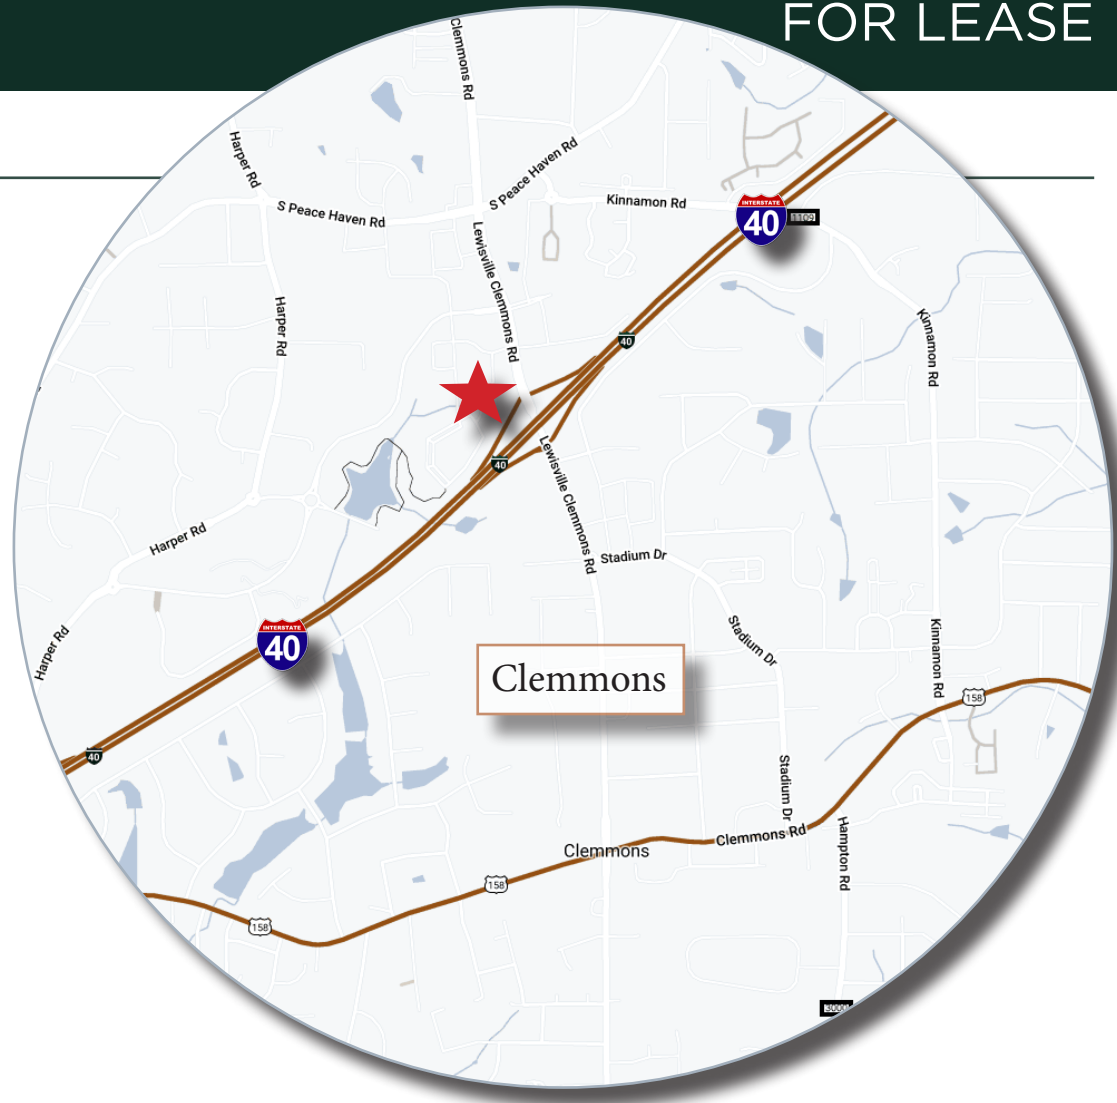 FOR LEASE
Clemmons Rd
Harper Rd
S Peace Haven Rd
S Peace Haven Rd
Kinnamon Rd
INTERSTATE
40
1109
Lewisville Clemmons Rd
Harper Rd
Kinnamon Rd
40
40
Lewisville Clemmons Rd
Harper Rd
Stadium Dr
Harper Rd
INTERSTATE
40
Stadium Dr
Kinnamon Rd
Clemmons
158
40
Stadium Dr
Clemmons Rd
Hampton Rd
Clemmons
158
158
3000